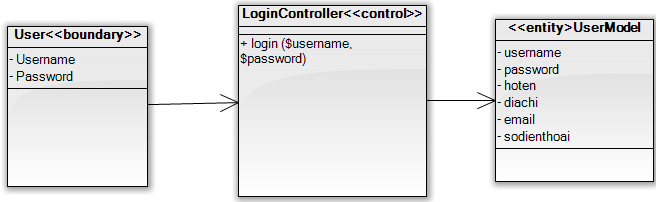 User<<boundary>>
- Username
- Password
LoginController<<control>>
+ login ($username,
$password)
<<entity>UserModel
- username
- password
- hoten
- diachi
- email
- sodienthoai